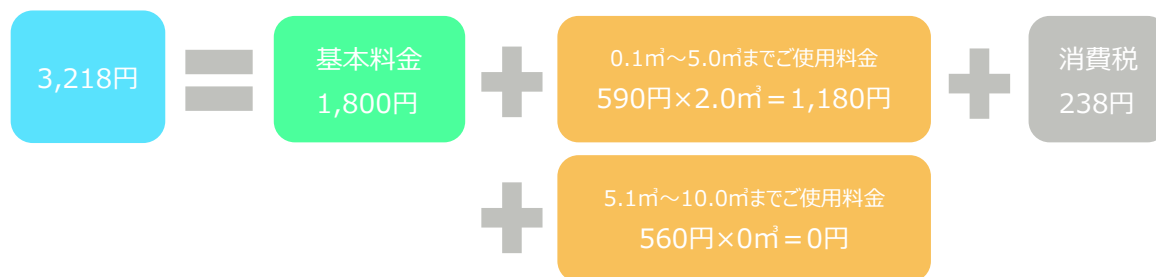 3,218円
基本料金
1,800円
0.1㎥～5.0㎥までご使用料金
590円×2.0㎥＝1,180円
消費税
238円
5.1㎥～10.0㎥までご使用料金
560円×0㎥＝0円